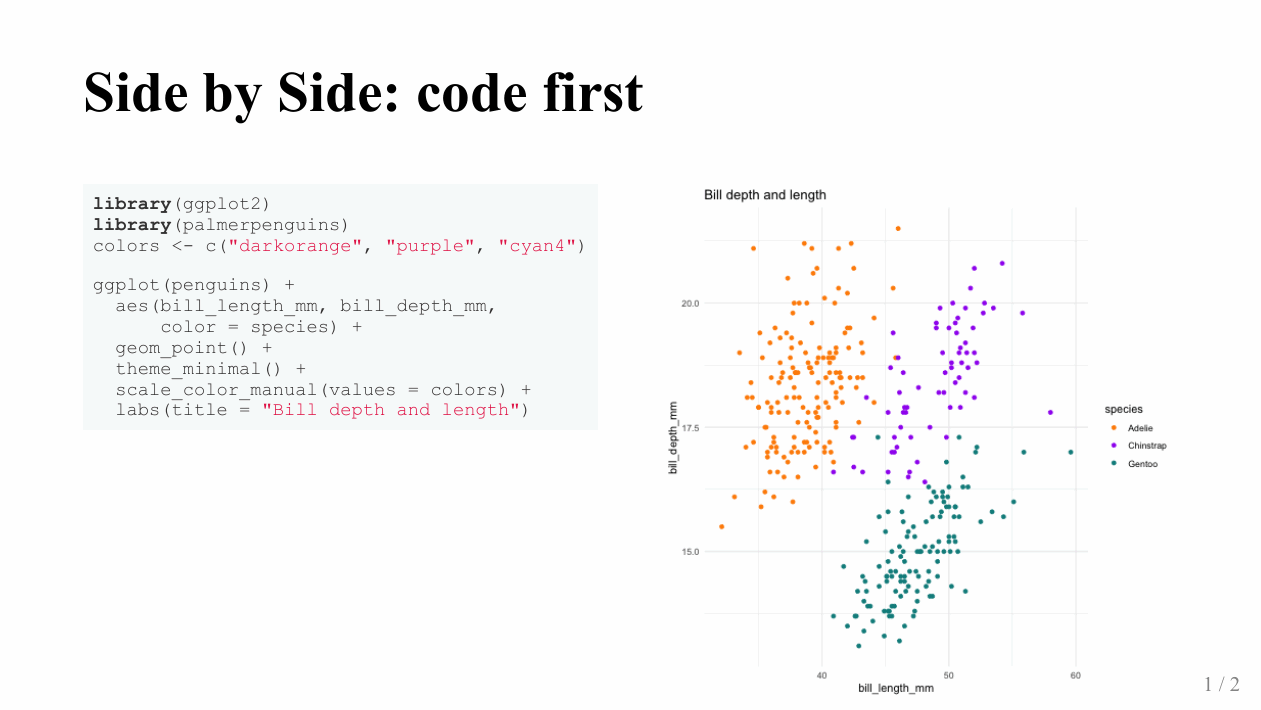 Side by Side: code first
library(ggplot2)
library(palmerpenguins)
colors <- c("darkorange", "purple", "cyan4")
ggplot(penguins) +
  aes(bill_length_mm, bill_depth_mm,
      color = species) +
  geom_point() +
  theme_minimal() +
  scale_color_manual(values = colors) +
  labs(title = "Bill depth and length")
Bill depth and length
bill_depth_mm
20.0
17.5
15.0
40 50 60
bill_length_mm
species
Adelie
Chinstrap
Gentoo
1 / 2